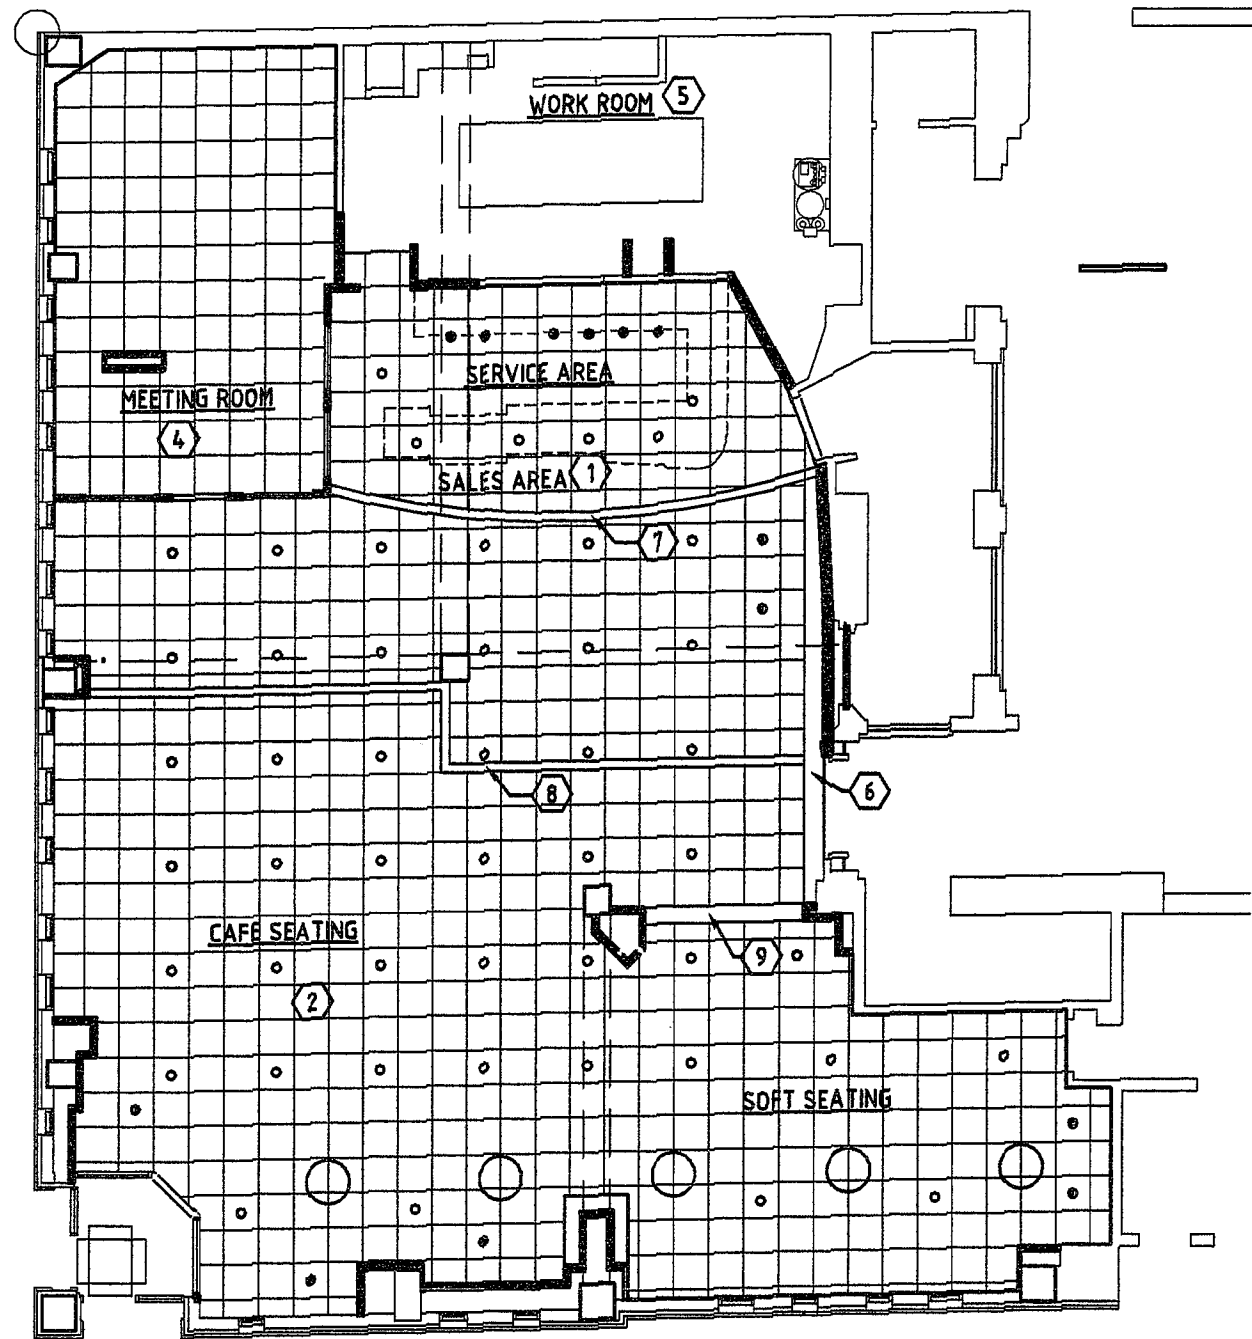 WORK ROOM 5
SERVICE AREA
MEETING ROOM
4
SALES AREA 1
7
8
6
CAFE SEATING
9
2
SOFT SEATING